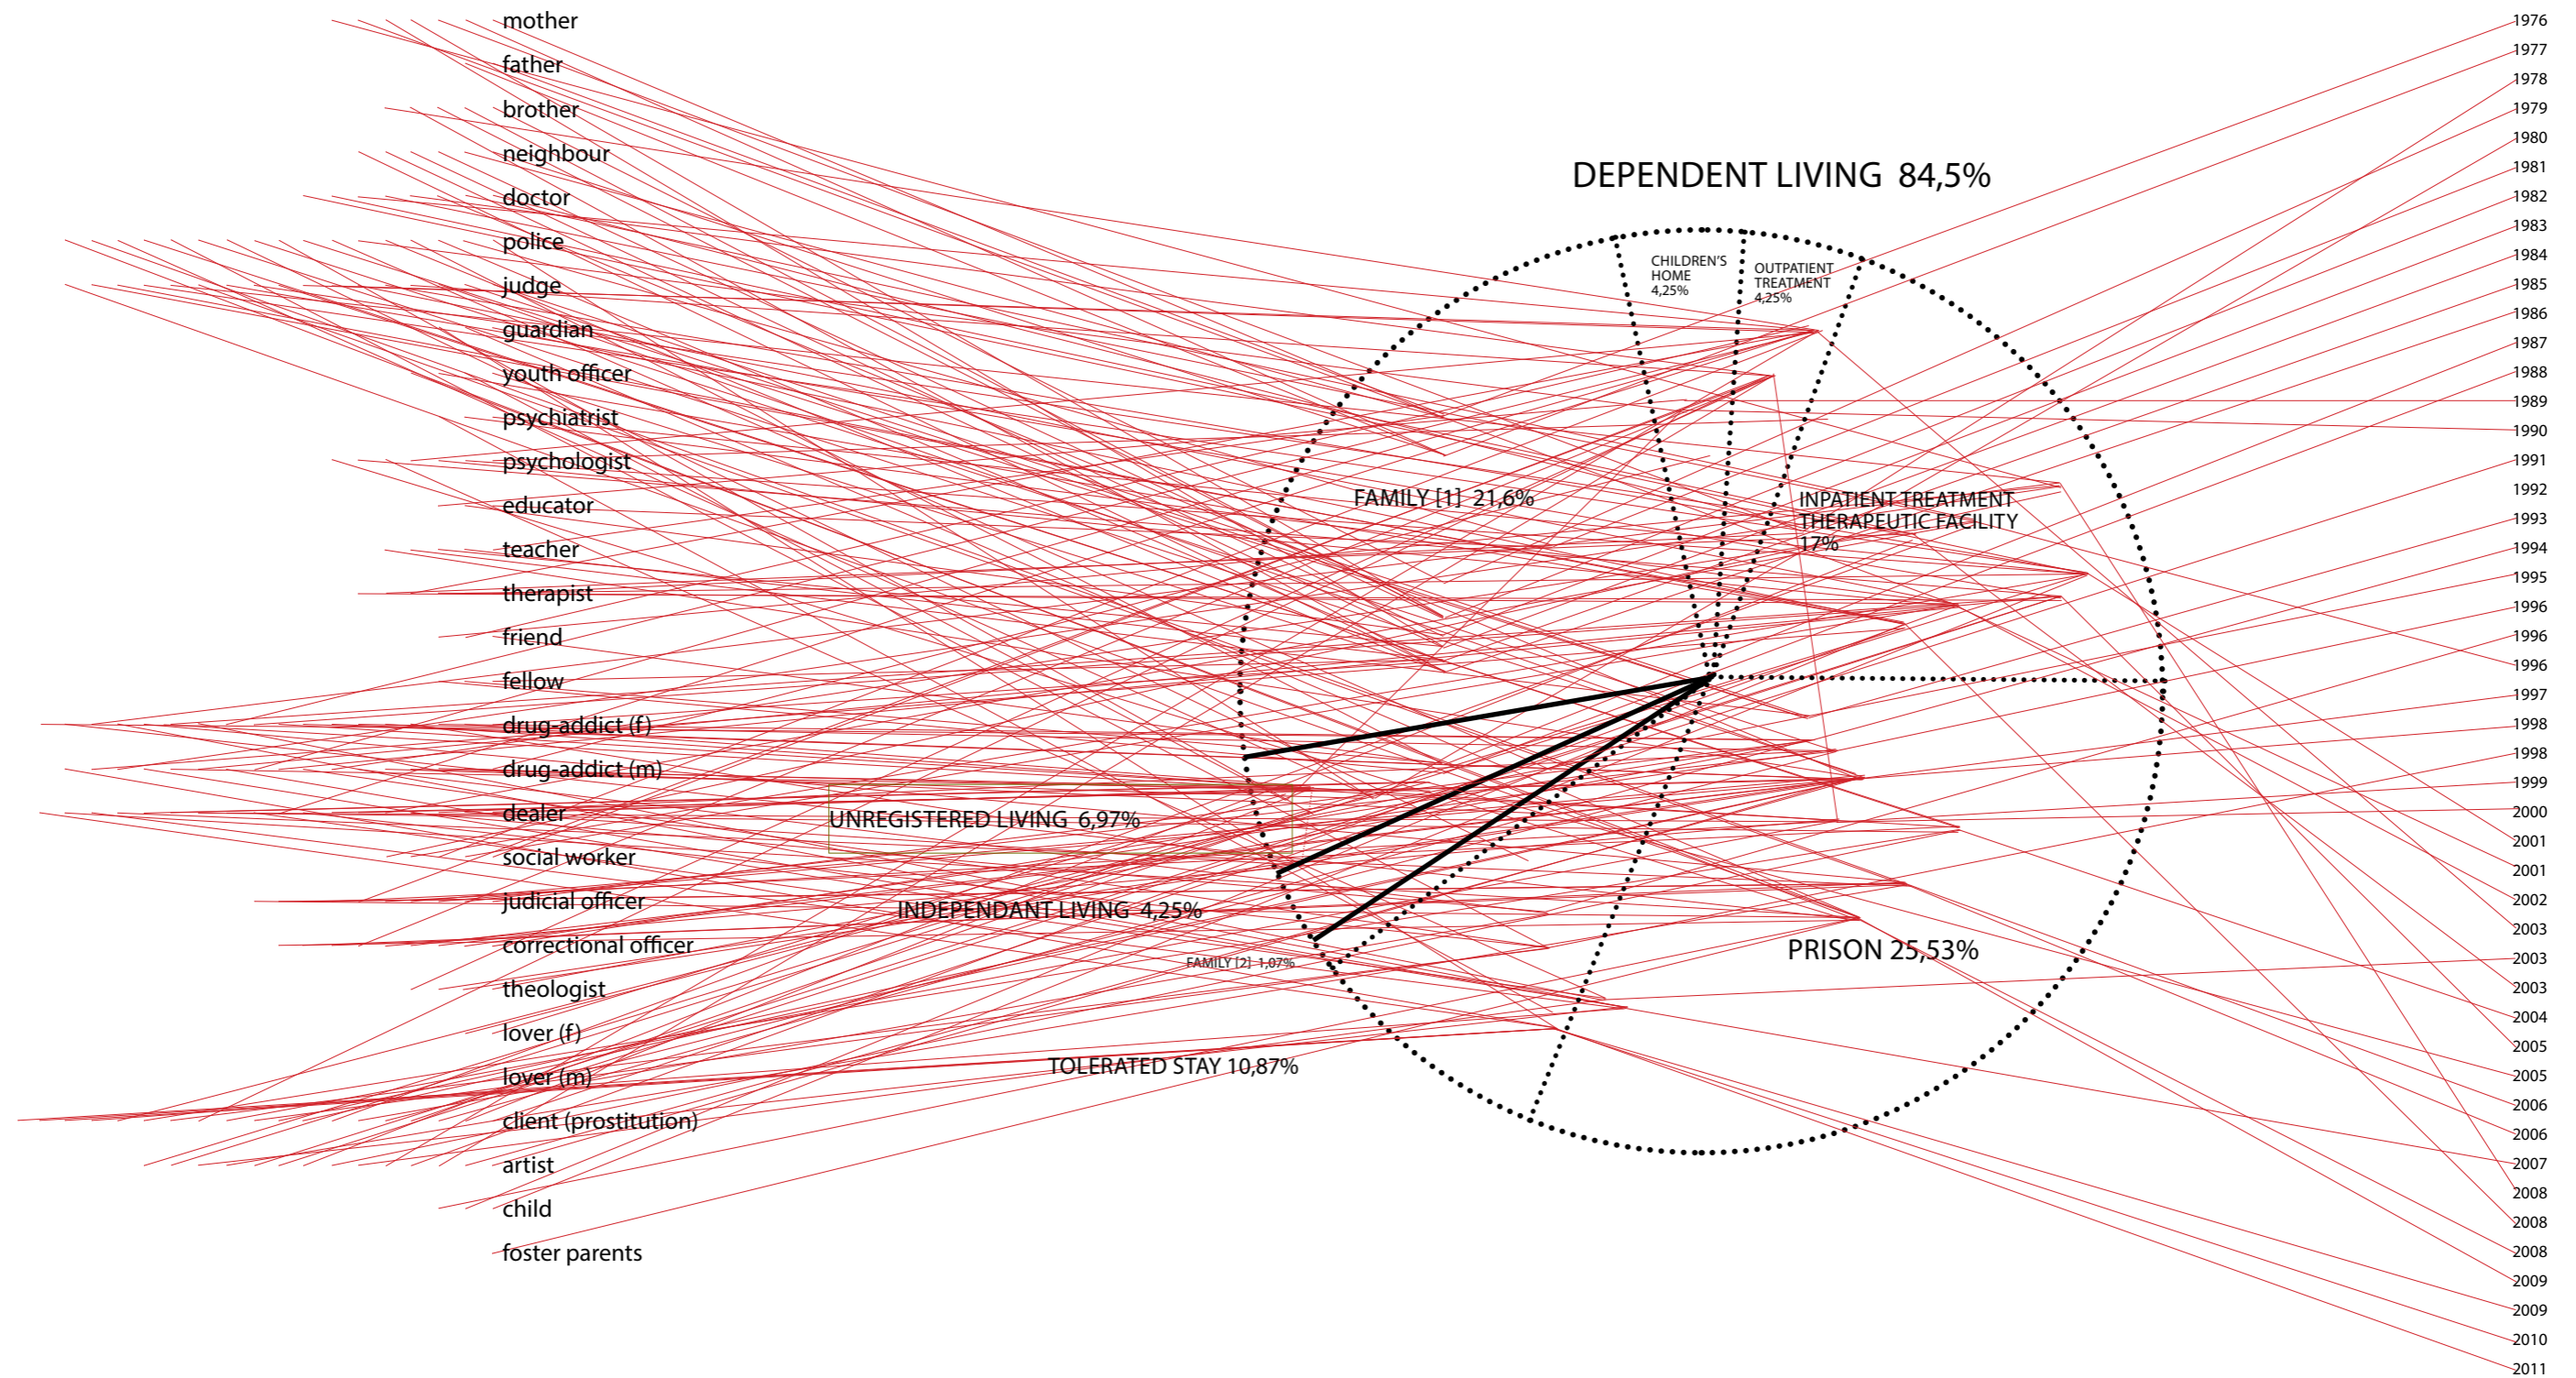 mother
father
brother
neighbour
doctor
police
judge
guardian
youth officer
psychiatrist
psychologist
educator
teacher
therapist
friend
fellow
drug-addict (f)
drug-addict (m)
dealer
social worker
judicial officer
correctional officer
theologist
lover (f)
lover (m)
client (prostitution)
artist
child
foster parents
DEPENDENT LIVING 84,5%
CHILDREN'S
HOME
4,25%
OUTPATIENT
TREATMENT
4,25%
FAMILY [1] 21,6%
INPATIENT TREATMENT
THERAPEUTIC FACILITY
17%
UNREGISTERED LIVING 6,97%
INDEPENDANT LIVING 4,25%
FAMILY [2] 1,07%
TOLERATED STAY 10,87%
PRISON 25,53%
1976
1977
1978
1979
1980
1981
1982
1983
1984
1985
1986
1987
1988
1989
1990
1991
1992
1993
1994
1995
1996
1996
1996
1997
1998
1998
1999
2000
2001
2001
2002
2003
2003
2003
2004
2005
2005
2006
2006
2007
2008
2008
2008
2009
2009
2010
2011